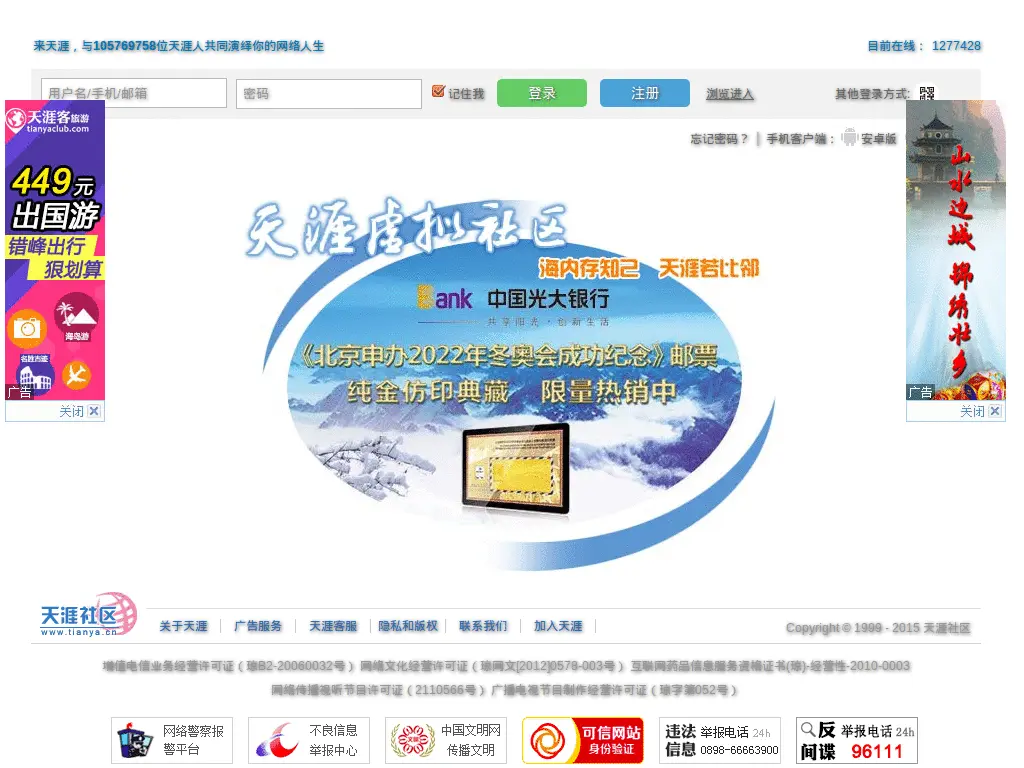 来天涯，与105769758位天涯人共同演绎你的网络人生
目前在线： 1277428
用户名/手机/邮箱
密码
记住我
登录
注册
浏览进入
其他登录方式:
忘记密码？ | 手机客户端： 安卓版
天涯客旅游
tianyaclub.com
449元
出国游
错峰出行
狠划算
海岛游
名胜古迹
广告
关闭
山水边城 锦绣壮乡
广告
关闭
天涯虚拟社区
海内存知己 天涯若比邻
Bank 中国光大银行
共享阳光·创新生活
《北京申办2022年冬奥会成功纪念》邮票
纯金仿印典藏 限量热销中
天涯社区
www.tianya.cn
关于天涯 | 广告服务 | 天涯客服 | 隐私和版权 | 联系我们 | 加入天涯 |
Copyright © 1999 - 2015 天涯社区
增值电信业务经营许可证（琼B2-20060032号） 网络文化经营许可证（琼网文[2012]0578-003号） 互联网药品信息服务资格证书(琼)-经营性-2010-0003
网络传播视听节目许可证（2110566号） 广播电视节目制作经营许可证（琼字第052号）
网络警察报
警平台
不良信息
举报中心
中国文明网
传播文明
可信网站
身份验证
违法
信息
举报电话 24h
0898-66663900
反
间谍
举报电话 24h
96111